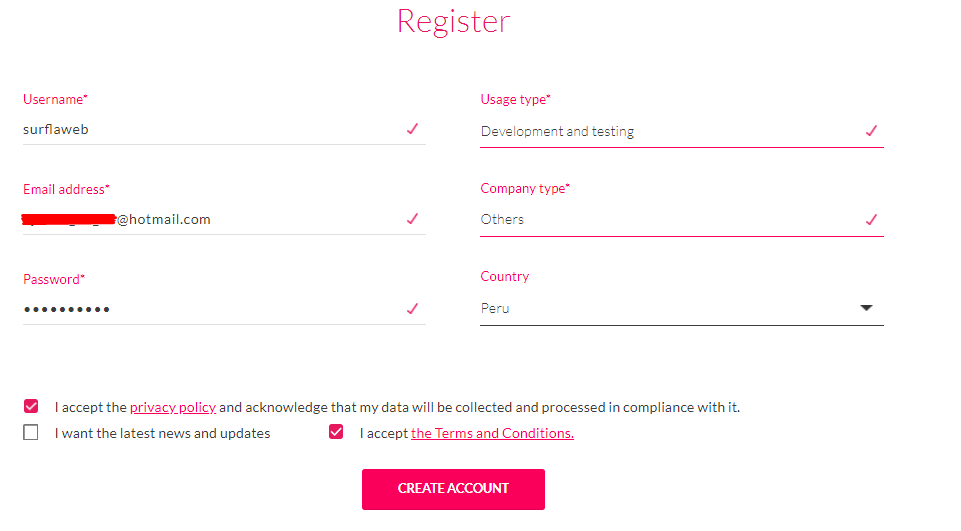 Register
Username*
surflaweb
Usage type*
Development and testing
Email address*
@hotmail.com
Company type*
Others
Password*
••••••••••
Country
Peru
I accept the privacy policy and acknowledge that my data will be collected and processed in compliance with it.
I want the latest news and updates
I accept the Terms and Conditions.
CREATE ACCOUNT